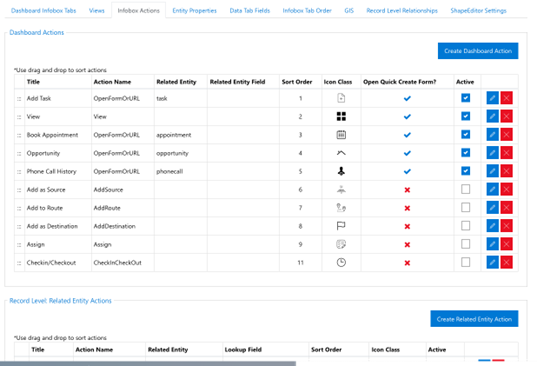 Dashboard Infobox Tabs Views Infobox Actions Entity Properties Data Tab Fields Infobox Tab Order GIS Record Level Relationships ShapeEditor Settings
Dashboard Actions
Create Dashboard Action
*Use drag and drop to sort actions
Title Action Name Related Entity Related Entity Field Sort Order Icon Class Open Quick Create Form? Active
:: Add Task OpenFormOrURL task 1
:: View View 2
:: Book Appointment OpenFormOrURL appointment 3
:: Opportunity OpenFormOrURL opportunity 4
:: Phone Call History OpenFormOrURL phonecall 5
:: Add as Source AddSource 6
:: Add to Route AddRoute 7
:: Add as Destination AddDestination 8
:: Assign Assign 9
:: Checkin/Checkout CheckInCheckOut 11
Record Level: Related Entity Actions
Create Related Entity Action
*Use drag and drop to sort actions
Title Action Name Related Entity Lookup Field Sort Order Icon Class Active